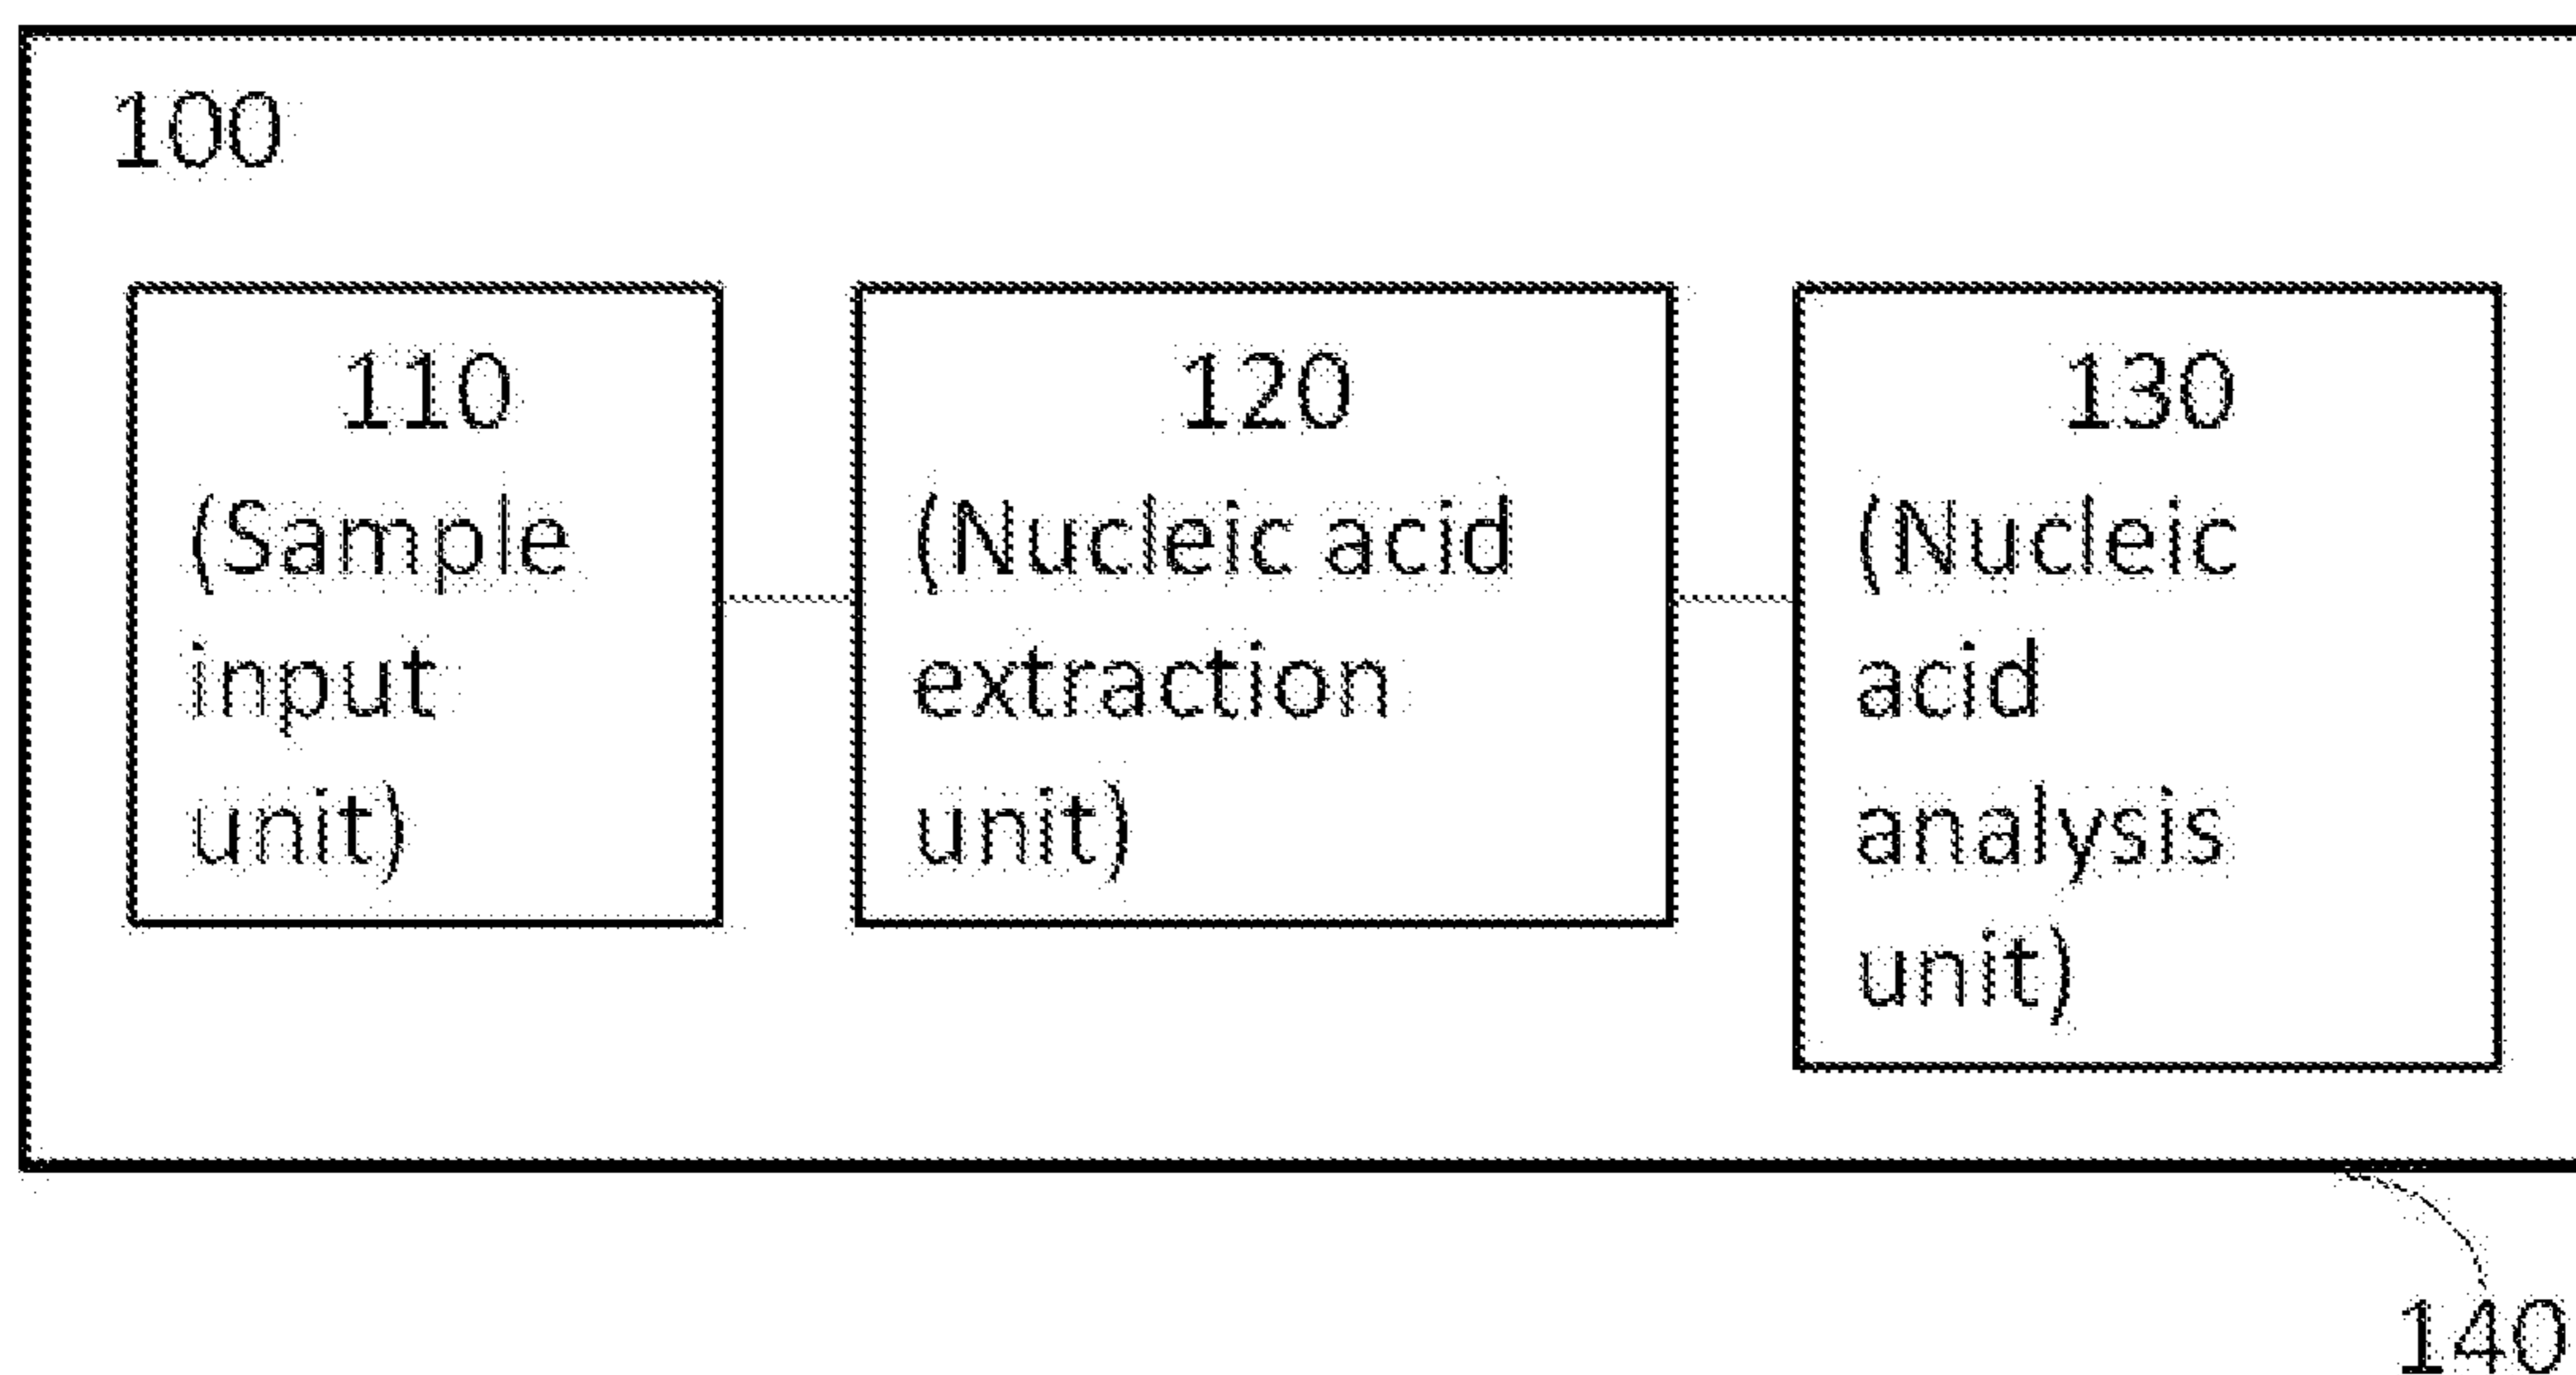 100
110
(Sample
input
unit)
120
(Nucleic acid
extraction
unit)
130
(Nucleic
acid
analysis
unit)
140